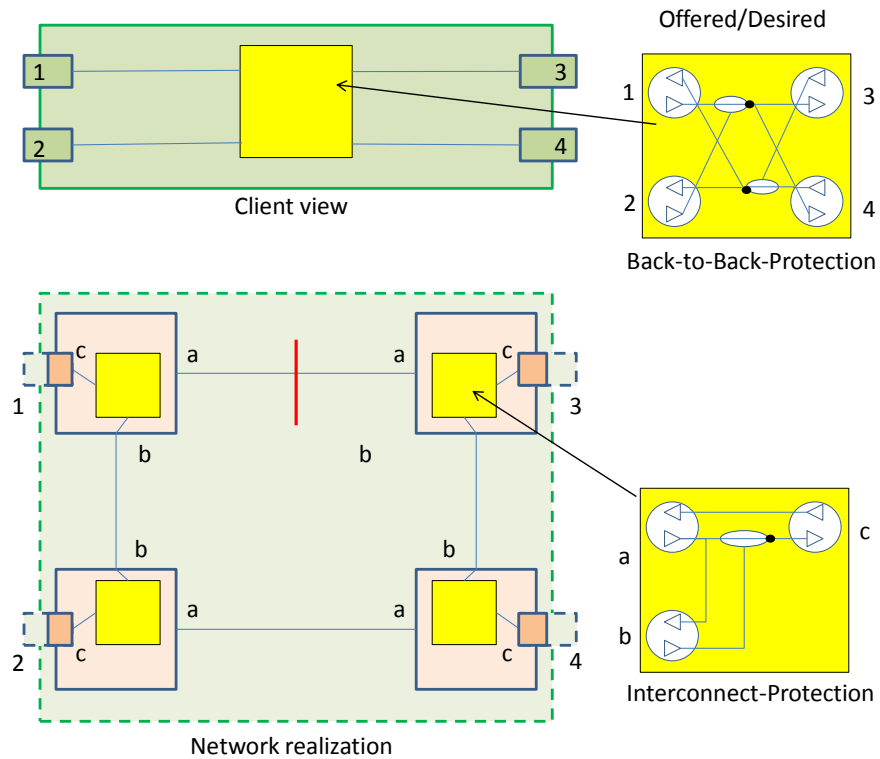 Offered/Desired
1
3
2
4
Client view
1
3
2
4
Back-to-Back-Protection
c
a
a
c
1
3
b
b
b
b
a
a
2
c
c
4
Network realization
a
c
b
Interconnect-Protection